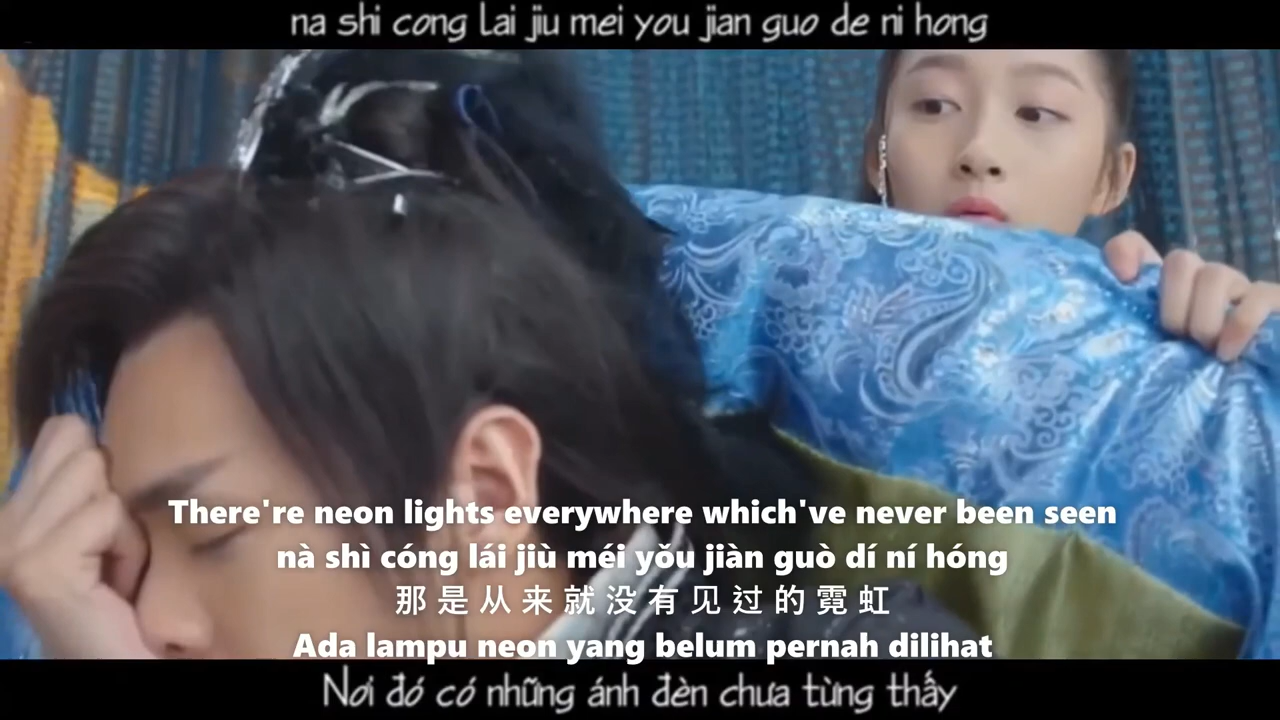 na shi cong lai jiu mei you jian guo de ni hong
There're neon lights everywhere which've never been seen
nà shì cóng lái jiù méi yǒu jiàn guò dí ní hóng
那是从来就没有见过的霓虹
Ada lampu neon yang belum pernah dilihat
Nơi đó có những ánh đèn chưa từng thấy